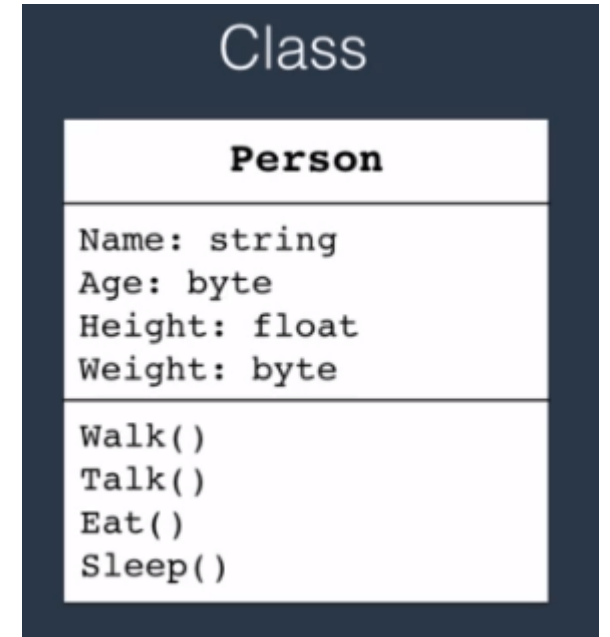 Class
Person
Name: string
Age: byte
Height: float
Weight: byte
Walk()
Talk()
Eat()
Sleep()